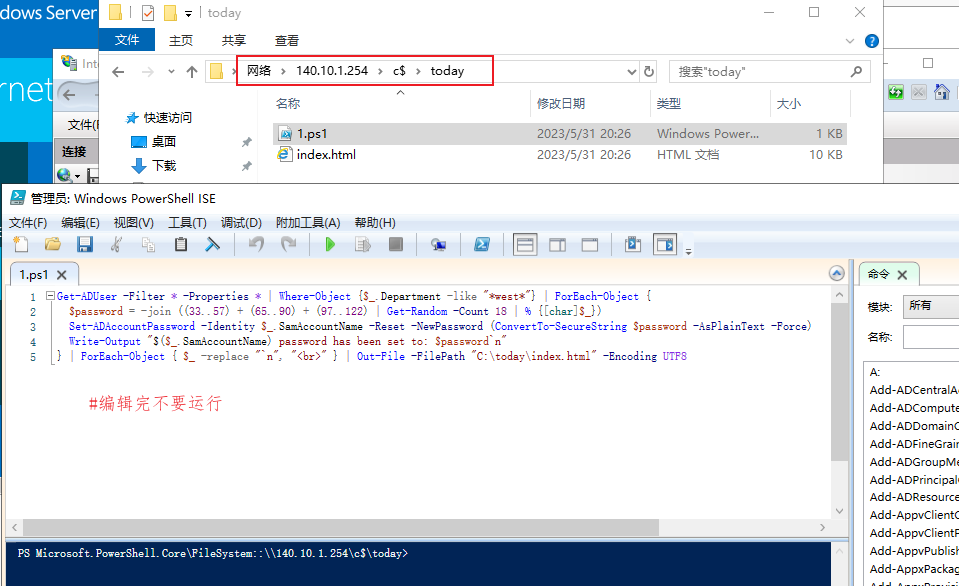 dows Server
today
文件
主页
共享
查看
网络 › 140.10.1.254 › c$ › today
搜索"today"
Int
rnet
快速访问
桌面
下载
名称
修改日期
类型
大小
1.ps1
2023/5/31 20:26
Windows Power...
1 KB
index.html
2023/5/31 20:26
HTML 文档
10 KB
文件(F
连接
管理员: Windows PowerShell ISE
文件(F) 编辑(E) 视图(V) 工具(T) 调试(D) 附加工具(A) 帮助(H)
1.ps1
1 Get-ADUser -Filter * -Properties * | Where-Object {$_.Department -like "*west*"} | ForEach-Object {
2 $password = -join ((33..57) + (65..90) + (97..122) | Get-Random -Count 18 | % {[char]$_})
3 Set-ADAccountPassword -Identity $_.SamAccountName -Reset -NewPassword (ConvertTo-SecureString $password -AsPlainText -Force)
4 Write-Output "$($_.SamAccountName) password has been set to: $password`n"
5 } | ForEach-Object { $_ -replace "`n", "<br>" } | Out-File -FilePath "C:\today\index.html" -Encoding UTF8
#编辑完不要运行
命令
模块: 所有
名称:
A:
Add-ADCentralA
Add-ADCompute
Add-ADDomainC
Add-ADFineGrain
Add-ADGroupMe
Add-ADPrincipal
Add-ADResource
Add-AppvClientC
Add-AppvClientP
Add-AppvPublish
Add-AppxPackag
Add-AppxProvisio
PS Microsoft.PowerShell.Core\FileSystem::\\140.10.1.254\c$\today>